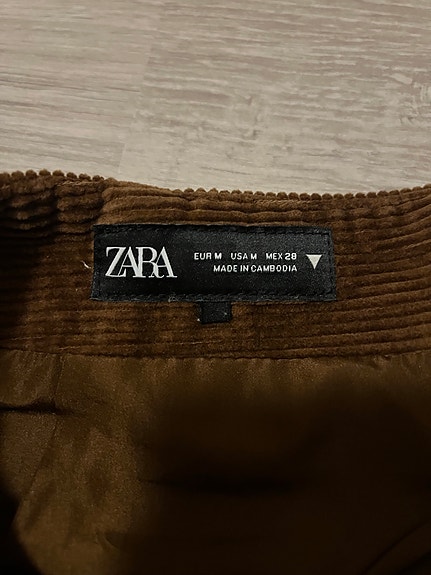 ZARA
EUR M USA M MEX 28
MADE IN CAMBODIA